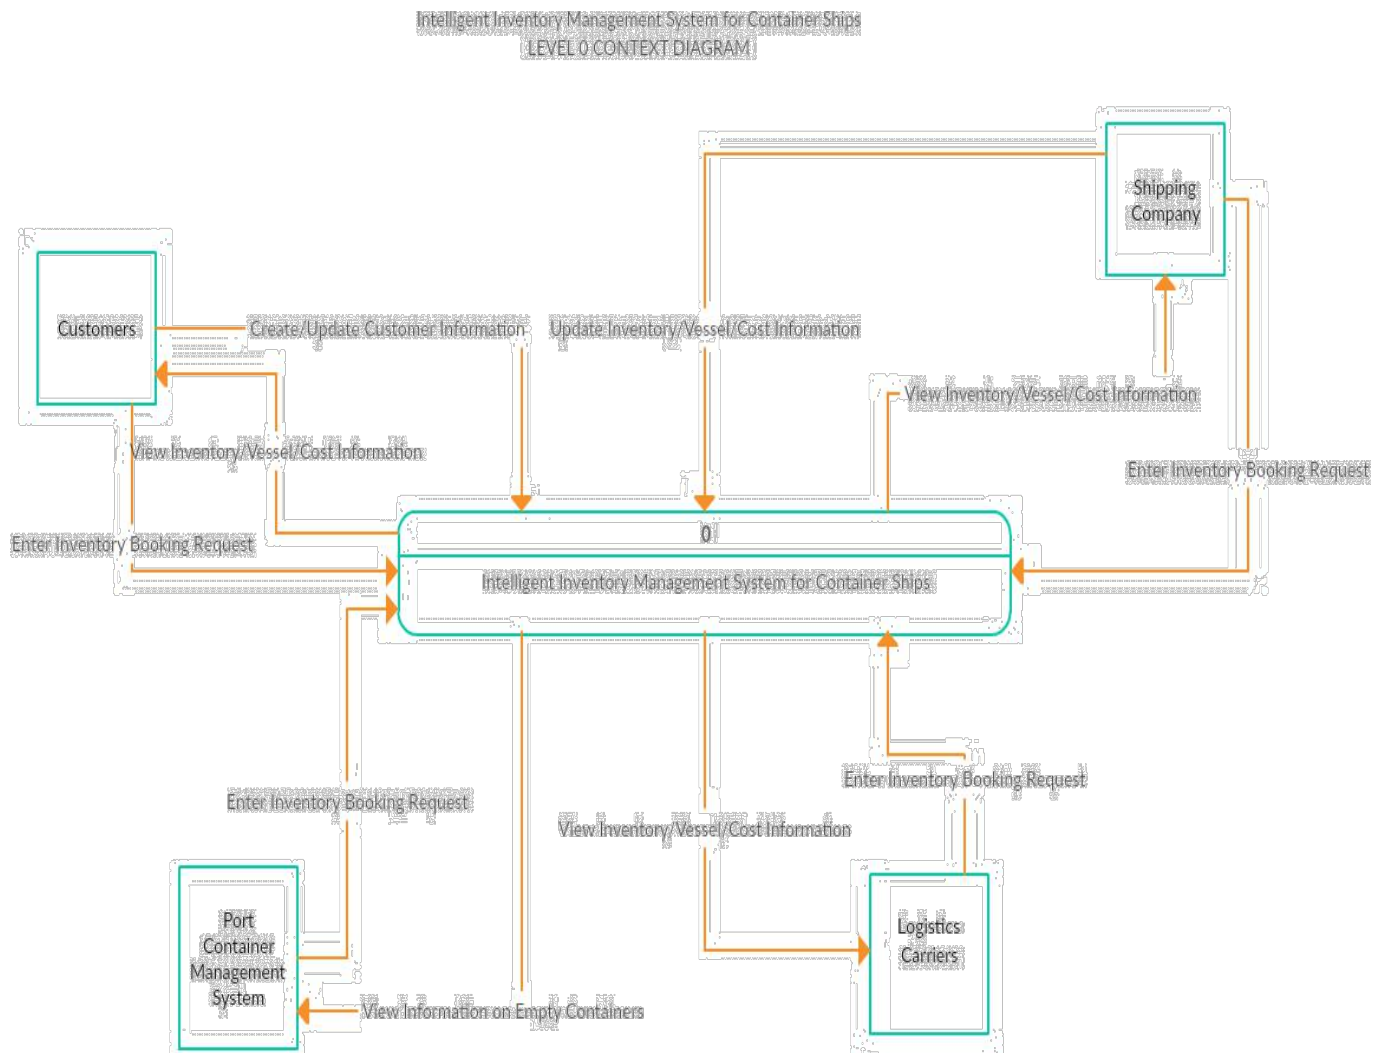 Intelligent Inventory Management System for Container Ships
LEVEL 0 CONTEXT DIAGRAM
Shipping
Company
Customers
Create/Update Customer Information
Update Inventory/Vessel/Cost Information
View Inventory/Vessel/Cost Information
View Inventory/Vessel/Cost Information
Enter Inventory Booking Request
0
Enter Inventory Booking Request
Intelligent Inventory Management System for Container Ships
Enter Inventory Booking Request
Enter Inventory Booking Request
View Inventory/Vessel/Cost Information
Port
Container
Management
System
Logistics
Carriers
View Information on Empty Containers